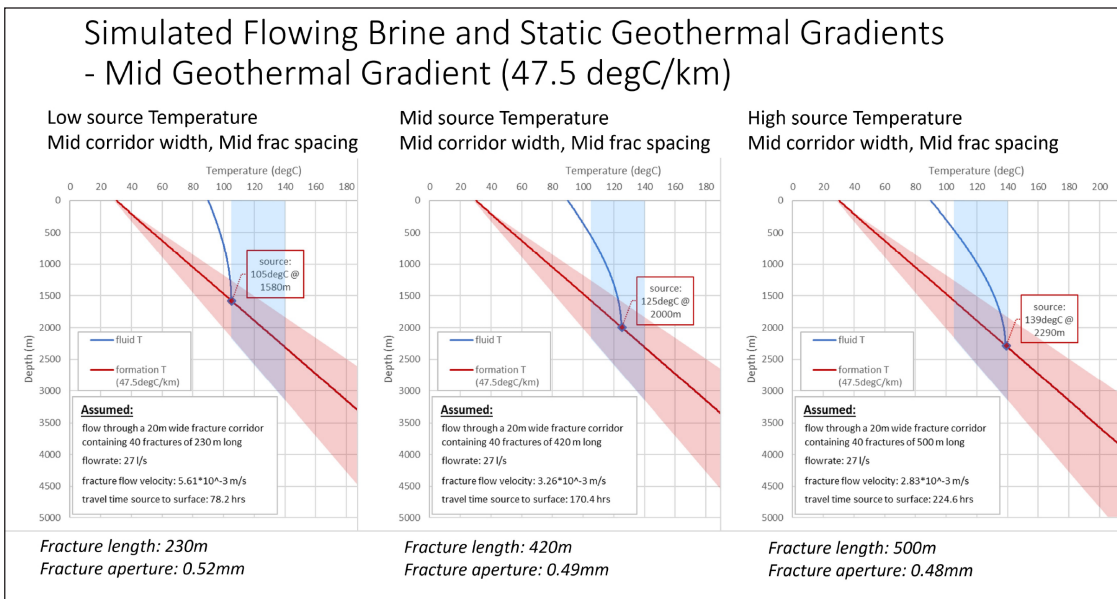 Simulated Flowing Brine and Static Geothermal Gradients
- Mid Geothermal Gradient (47.5 degC/km)
Low source Temperature
Mid corridor width, Mid frac spacing
Temperature (degC)
0 20 40 60 80 100 120 140 160 180
0
500
1000
1500
2000
2500
3000
3500
4000
4500
5000
Depth (m)
source:
105degC @
1580m
fluid T
formation T
(47.5degC/km)
Assumed:
flow through a 20m wide fracture corridor
containing 40 fractures of 230 m long
flowrate: 27 l/s
fracture flow velocity: 5.61*10^-3 m/s
travel time source to surface: 78.2 hrs
Fracture length: 230m
Fracture aperture: 0.52mm
Mid source Temperature
Mid corridor width, Mid frac spacing
Temperature (degC)
0 20 40 60 80 100 120 140 160 180
0
500
1000
1500
2000
2500
3000
3500
4000
4500
5000
Depth (m)
source:
125degC @
2000m
fluid T
formation T
(47.5degC/km)
Assumed:
flow through a 20m wide fracture corridor
containing 40 fractures of 420 m long
flowrate: 27 l/s
fracture flow velocity: 3.26*10^-3 m/s
travel time source to surface: 170.4 hrs
Fracture length: 420m
Fracture aperture: 0.49mm
High source Temperature
Mid corridor width, Mid frac spacing
Temperature (degC)
0 20 40 60 80 100 120 140 160 180 200
0
500
1000
1500
2000
2500
3000
3500
4000
4500
5000
Depth (m)
source:
139degC @
2290m
fluid T
formation T
(47.5degC/km)
Assumed:
flow through a 20m wide fracture corridor
containing 40 fractures of 500 m long
flowrate: 27 l/s
fracture flow velocity: 2.83*10^-3 m/s
travel time source to surface: 224.6 hrs
Fracture length: 500m
Fracture aperture: 0.48mm